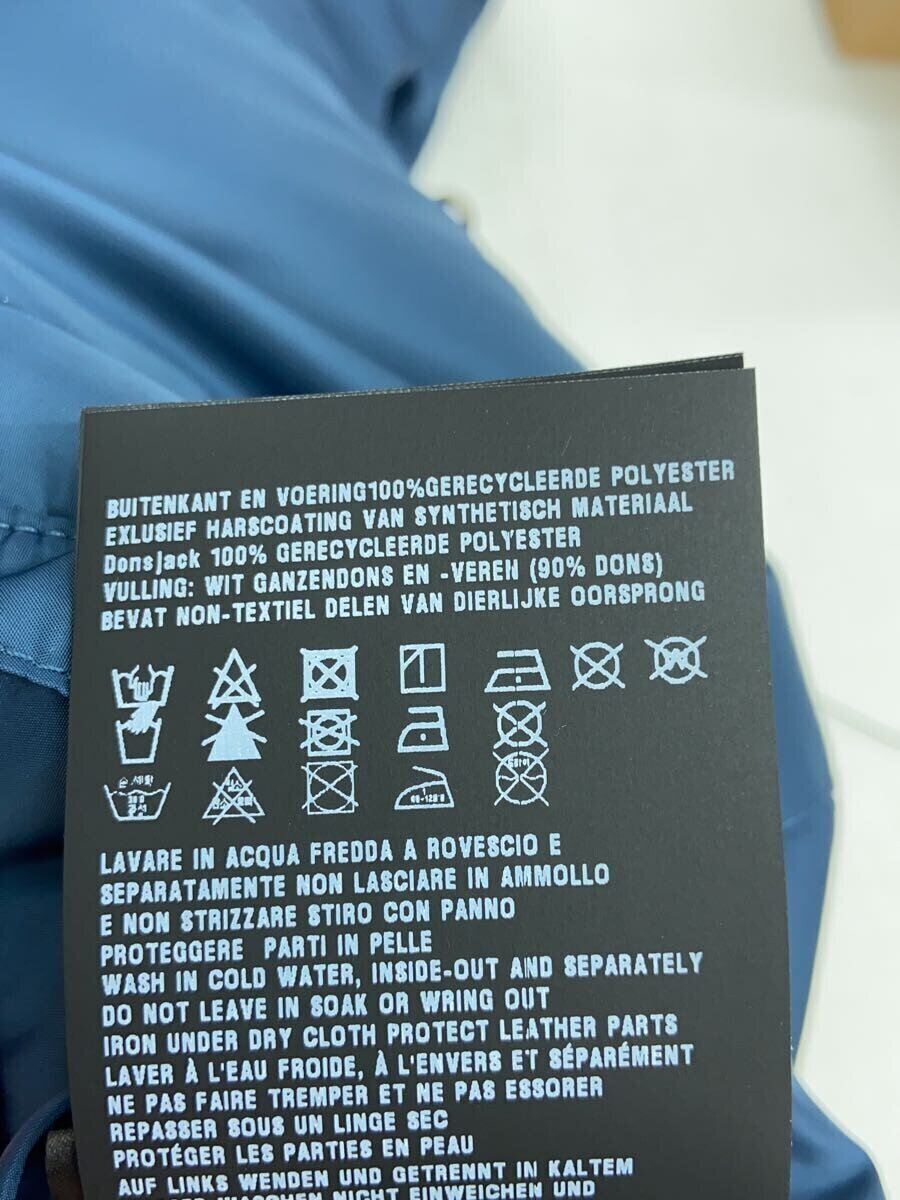 BUITENKANT EN VOERING100%GERECYCLEERDE POLYESTER
EXLUSIEF HARSCOATING VAN SYNTHETISCH MATERIAAL
Donsjack 100% GERECYCLEERDE POLYESTER
VULLING: WIT GANZENDONS EN -VEREH (90% DONS)
BEVAT NON-TEXTIEL DELEN VAN DIERLIJKE OORSPRONG
W
LAVARE IN ACQUA FREDDA A ROVESCIO E
SEPARATAMENTE NON LASCIARE IN AMMOLLO
E NON STRIZZARE STIRO CON PANNO
PROTEGGERE PARTI IN PELLE
WASH IN COLD WATER, INSIDE-OUT AND SEPARATELY
DO NOT LEAVE IN SOAK OR WRING OUT
IRON UNDER DRY CLOTH PROTECT LEATHER PARTS
LAVER À L'EAU FROIDE, À L'ENVERS ET SÉPARÉMENT
NE PAS FAIRE TREMPER ET NE PAS ESSORER
REPASSER SOUS UN LINGE SEC
PROTÉGER LES PARTIES EN PEAU
AUF LINKS WENDEN UND GETRENNT IN KALTEM
WASCHEN NICHT EINWEICHEN UND